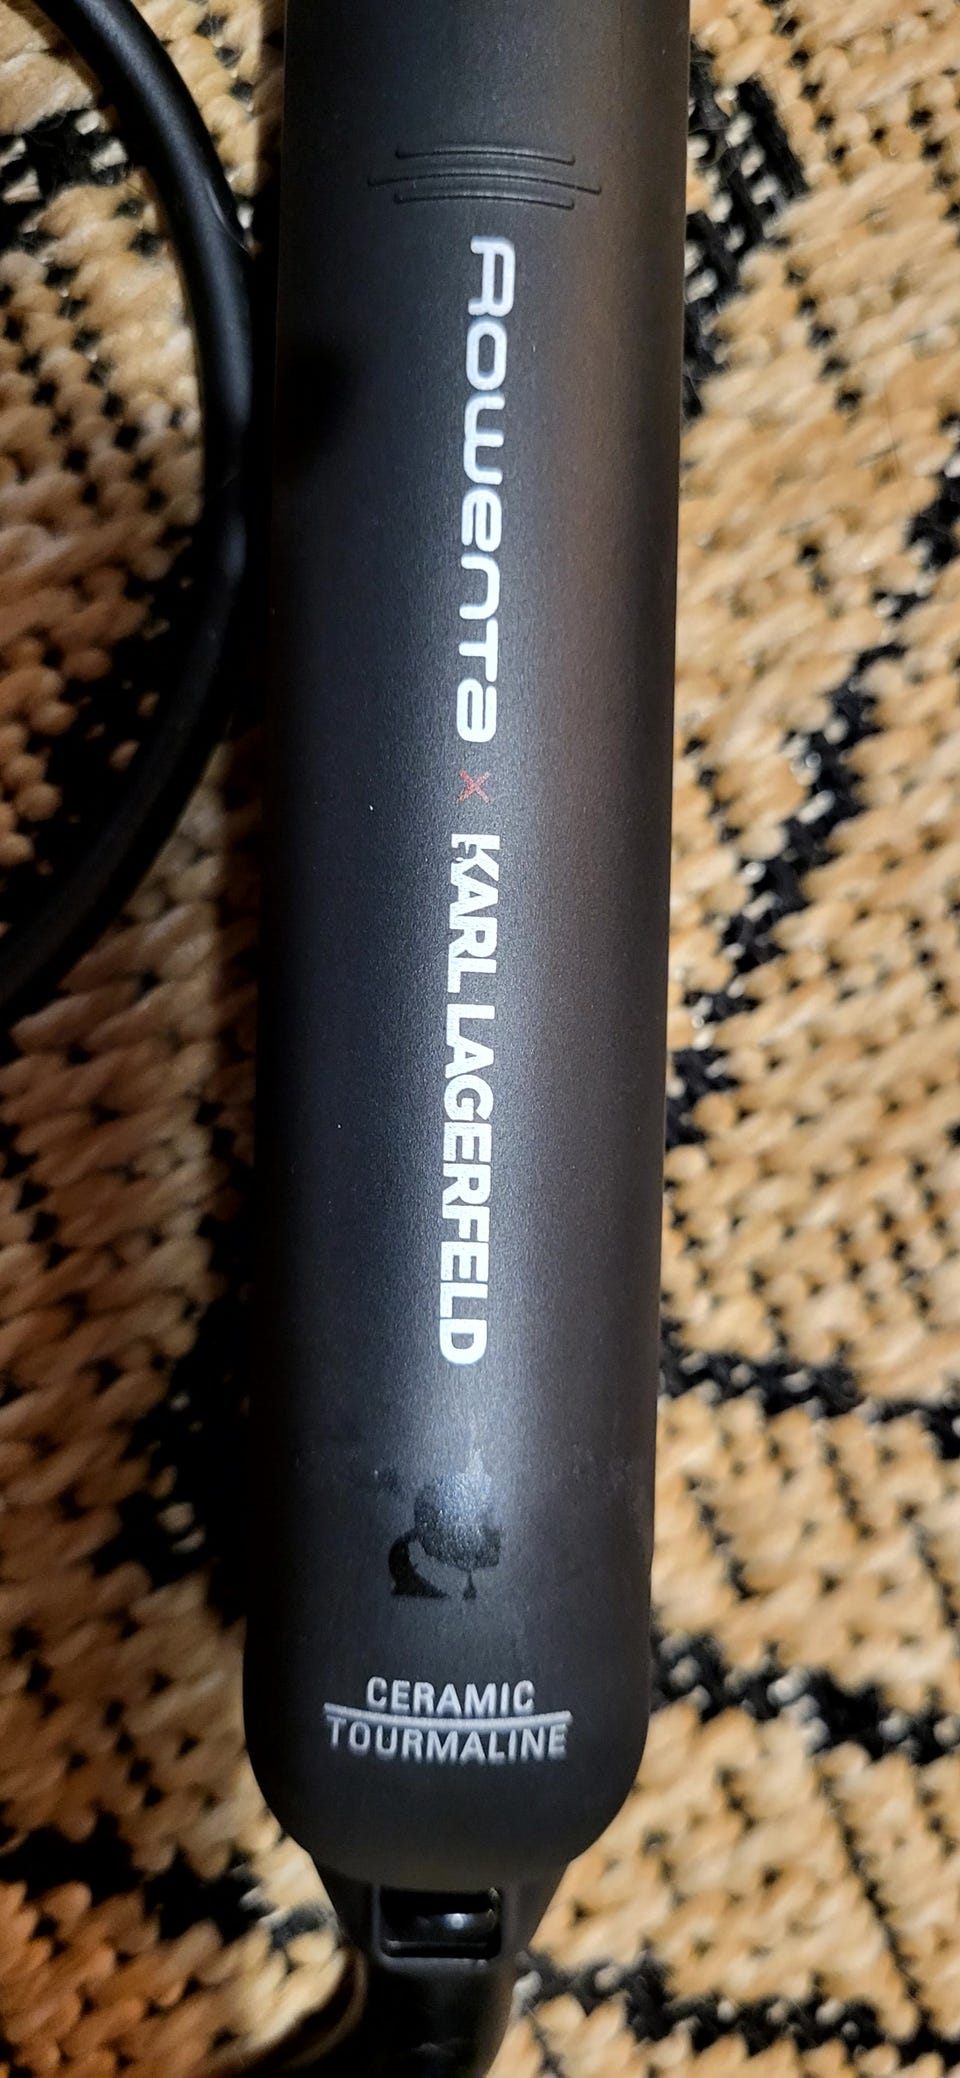 Rowenta x KARL LAGERFELD
CERAMIC
TOURMALINE